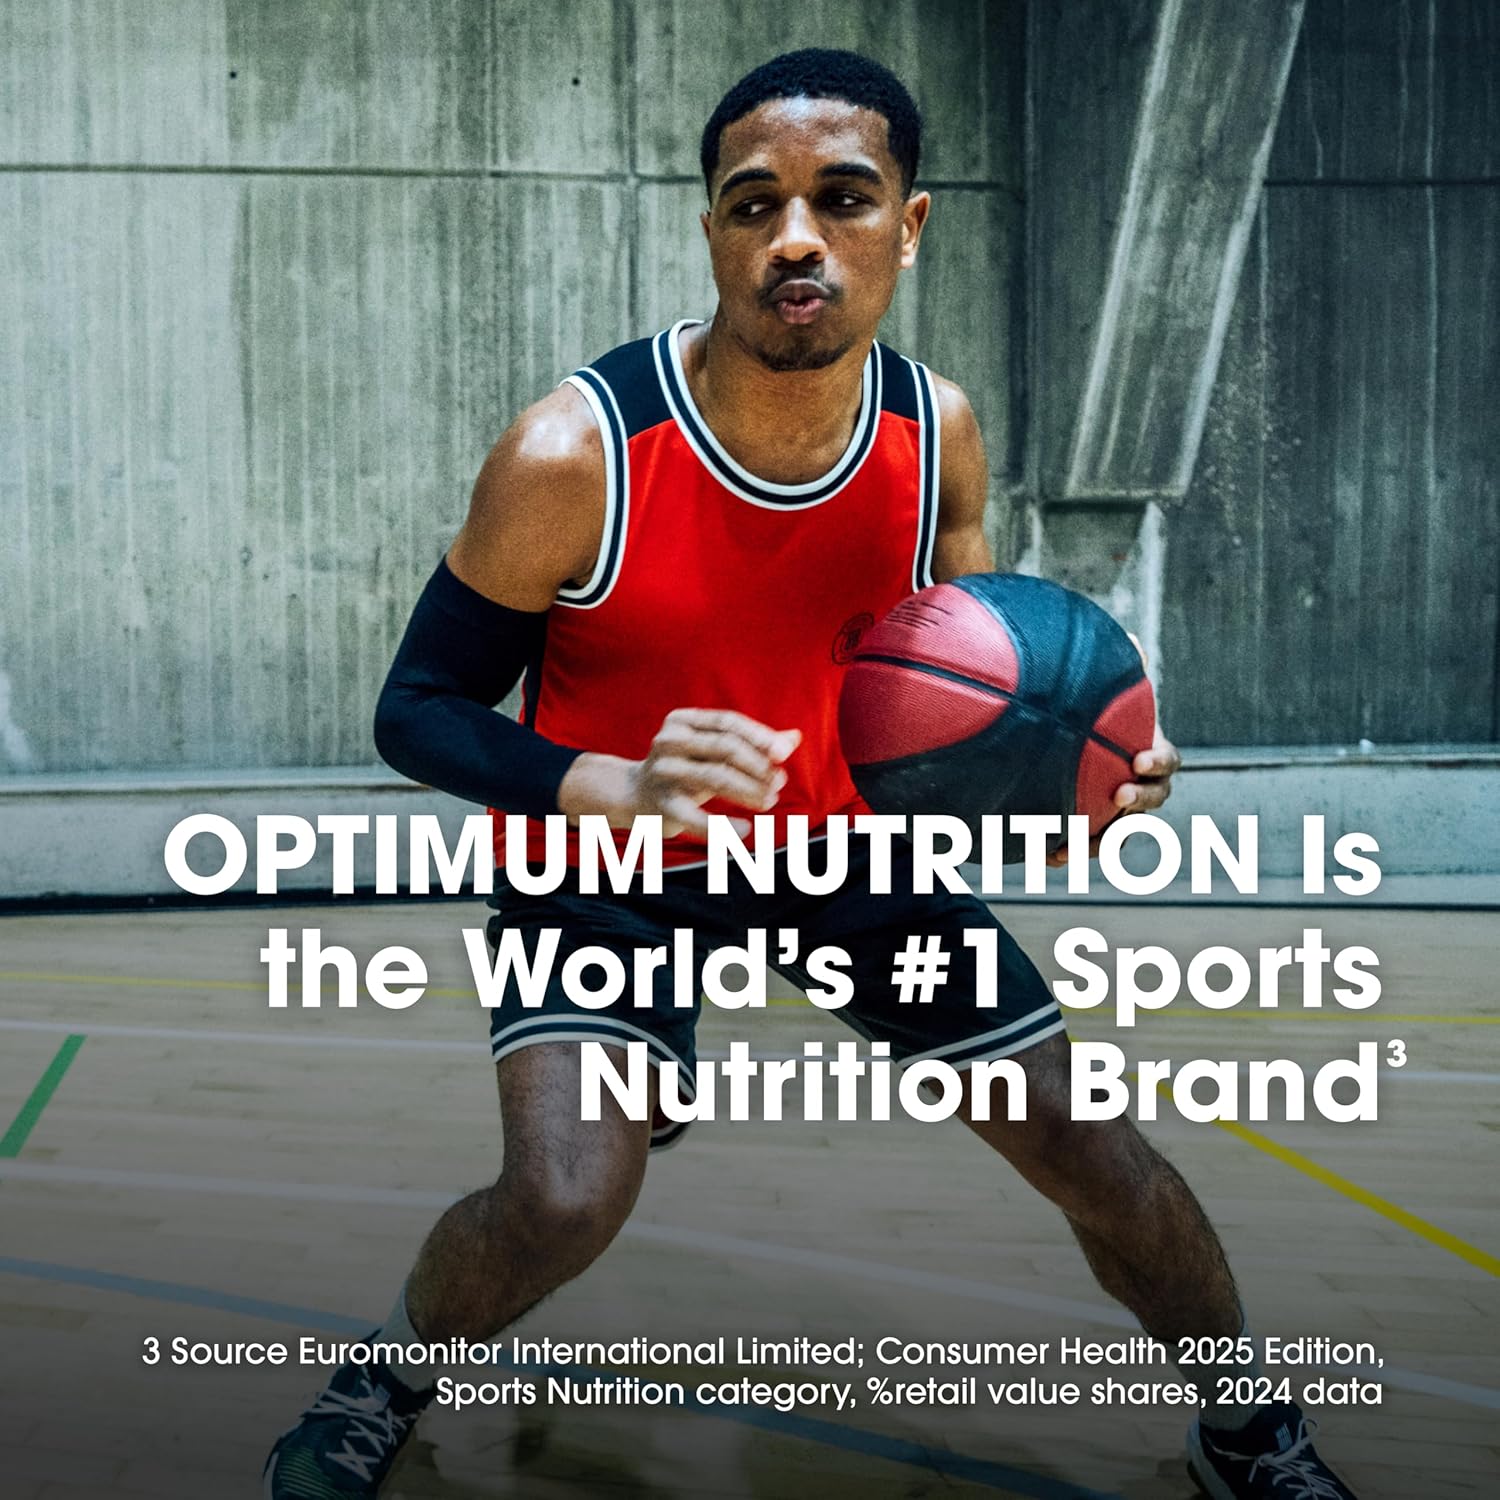 OPTIMUM NUTRITION Is
the World’s #1 Sports
Nutrition Brand³
3 Source Euromonitor International Limited; Consumer Health 2025 Edition,
Sports Nutrition category, %retail value shares, 2024 data